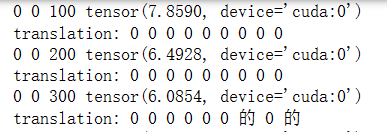 0 0 100 tensor(7.8590, device='cuda:0')
translation: 0 0 0 0 0 0 0 0 0
0 0 200 tensor(6.4928, device='cuda:0')
translation: 0 0 0 0 0 0 0 0 0
0 0 300 tensor(6.0854, device='cuda:0')
translation: 0 0 0 0 0 0 的 0 的